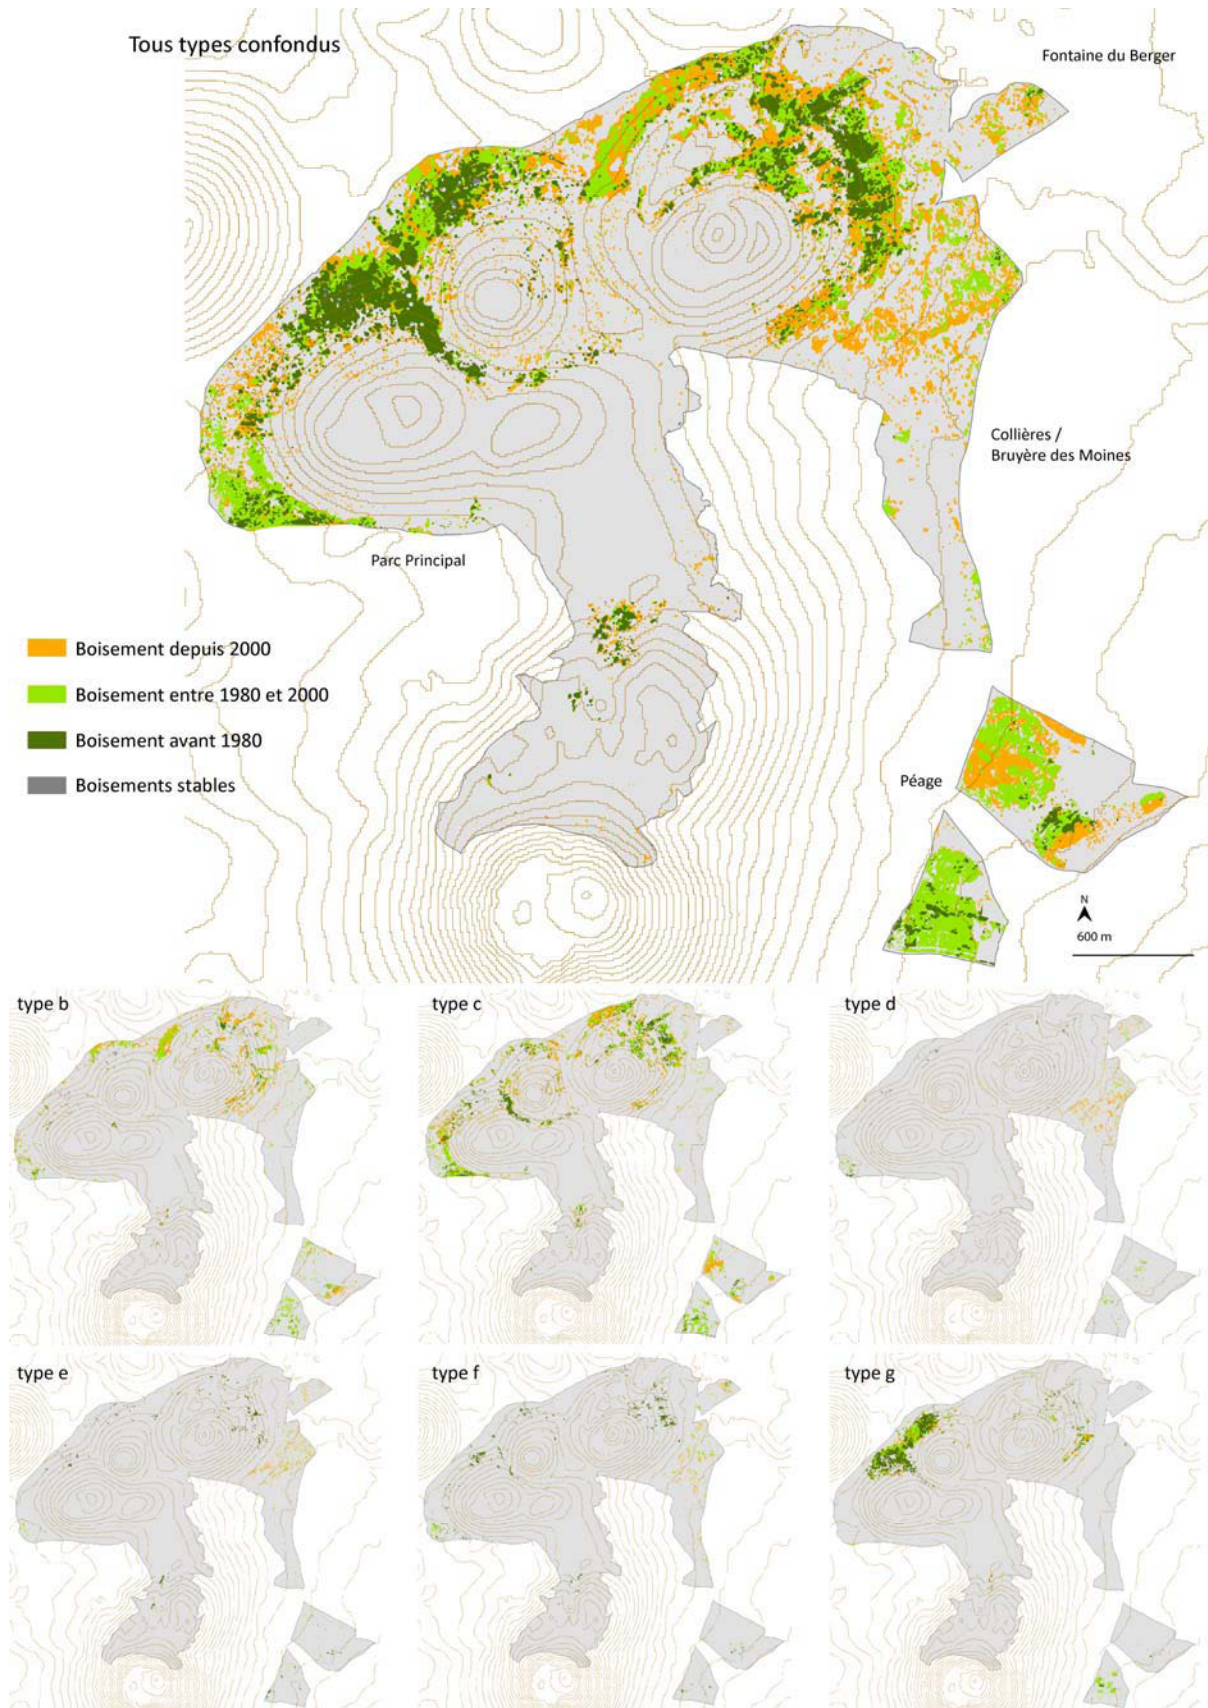 Tous types confondus
Fontaine du Berger
Collières /
Bruyère des Moines
Parc Principal
Boisement depuis 2000
Boisement entre 1980 et 2000
Boisement avant 1980
Boisements stables
Péage
N
600 m
type b
type c
type d
type e
type f
type g